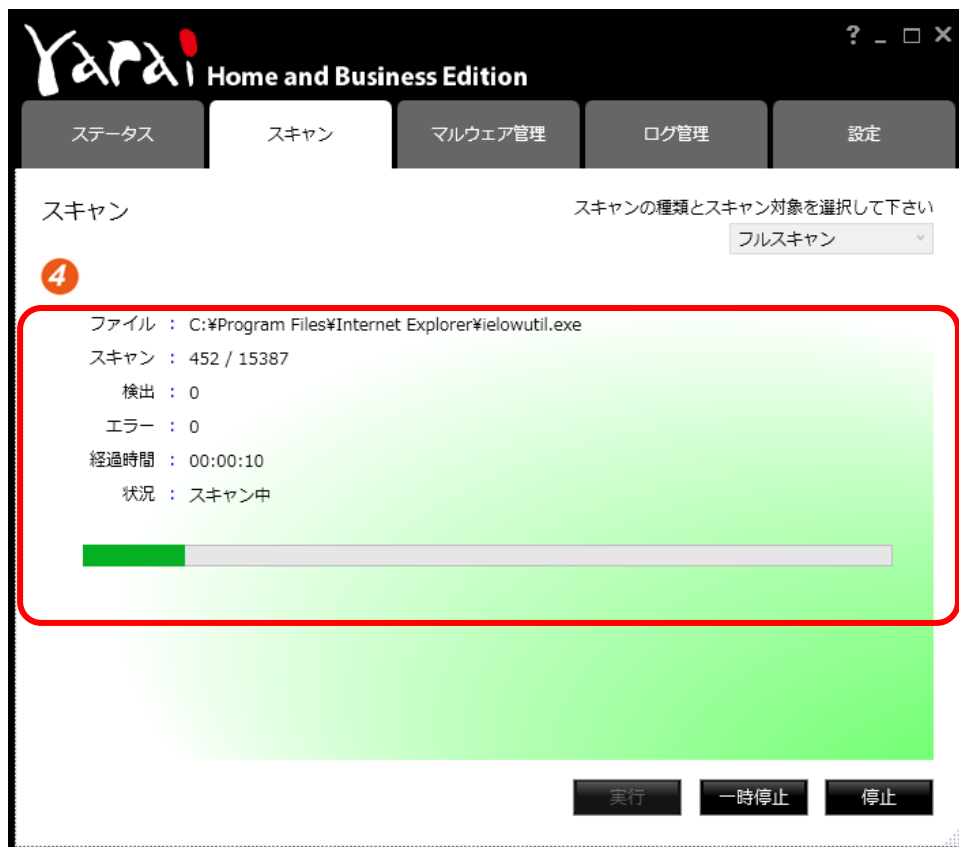 Yarai Home and Business Edition
? _ □ ×
ステータス スキャン マルウェア管理 ログ管理 設定
スキャン
スキャンの種類とスキャン対象を選択して下さい
フルスキャン
4
ファイル : C:¥Program Files¥Internet Explorer¥ielowutil.exe
スキャン : 452 / 15387
検出 : 0
エラー : 0
経過時間 : 00:00:10
状況 : スキャン中
実行 一時停止 停止